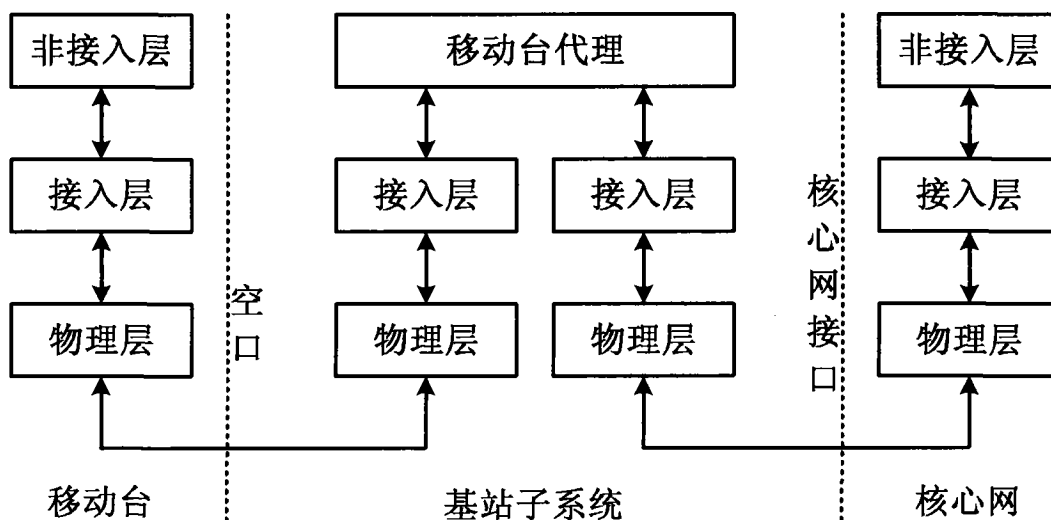 非接入层
移动台代理
非接入层
接入层
接入层
接入层
接入层
物理层
物理层
物理层
物理层
空口
核心网接口
移动台
基站子系统
核心网